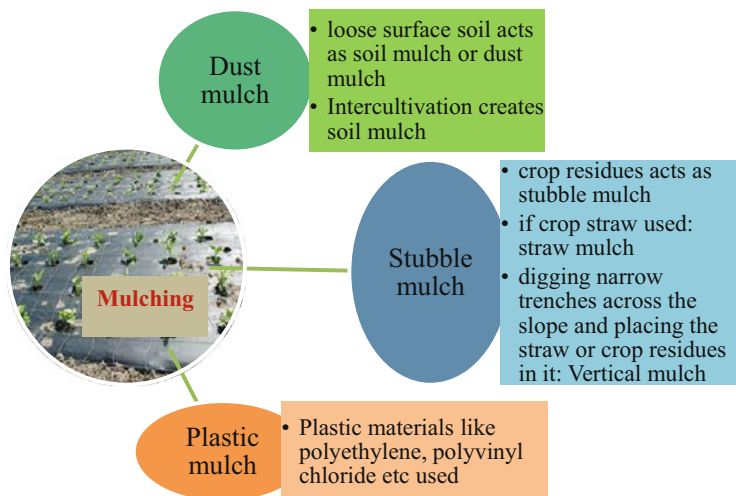 Dust
mulch
• loose surface soil acts
as soil mulch or dust
mulch
• Intercultivation creates
soil mulch
Mulching
Stubble
mulch
• crop residues acts as
stubble mulch
• if crop straw used:
straw mulch
• digging narrow
trenches across the
slope and placing the
straw or crop residues
in it: Vertical mulch
Plastic
mulch
• Plastic materials like
polyethylene, polyvinyl
chloride etc used